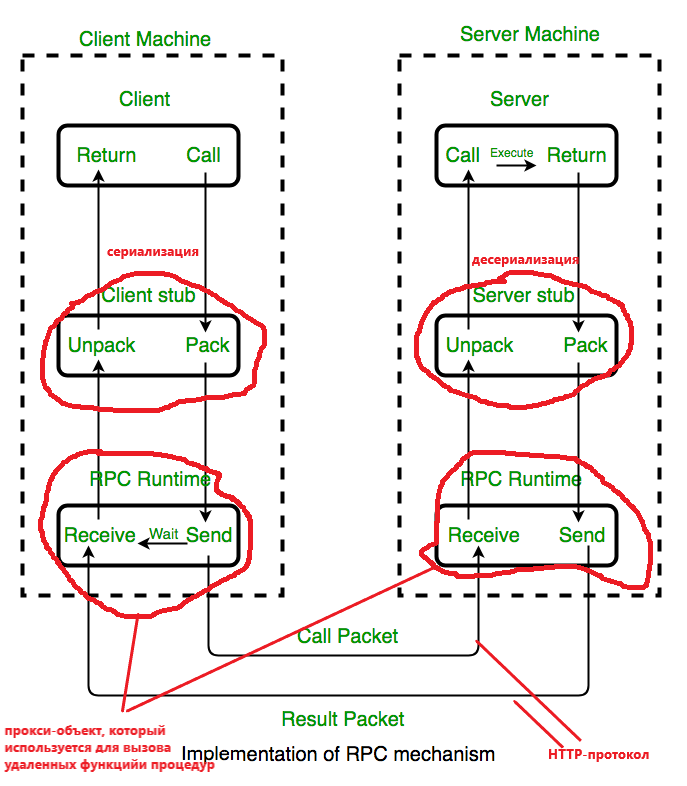 Client Machine
Server Machine
Client
Server
Return Call
Call Execute Return
сериализация
десериализация
Client stub
Server stub
Unpack Pack
Unpack Pack
RPC Runtime
RPC Runtime
Receive Wait Send
Receive Send
Call Packet
Result Packet
прокси-объект, который
используется для вызова
удаленных функцийи процедур
Implementation of RPC mechanism
HTTP-протокол